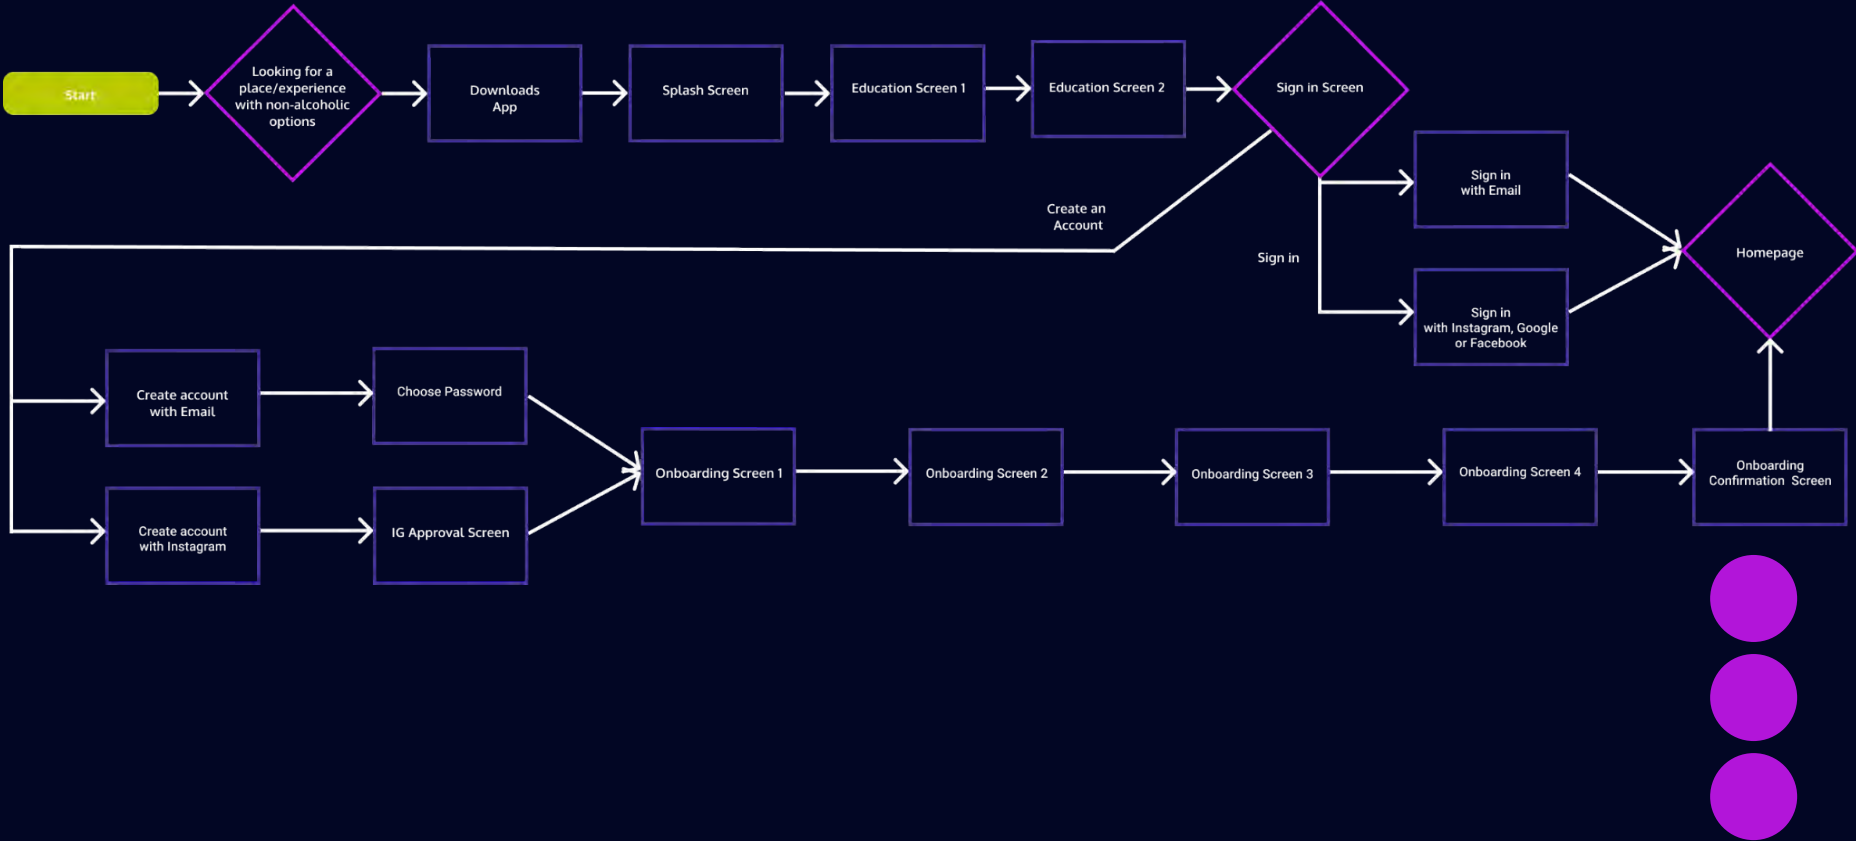 Start
Looking for a
place/experience
with non-alcoholic
options
Downloads
App
Splash Screen
Education Screen 1
Education Screen 2
Sign in Screen
Create an
Account
Sign in
Sign in
with Email
Sign in
with Instagram, Google
or Facebook
Homepage
Create account
with Email
Choose Password
Create account
with Instagram
IG Approval Screen
Onboarding Screen 1
Onboarding Screen 2
Onboarding Screen 3
Onboarding Screen 4
Onboarding
Confirmation Screen